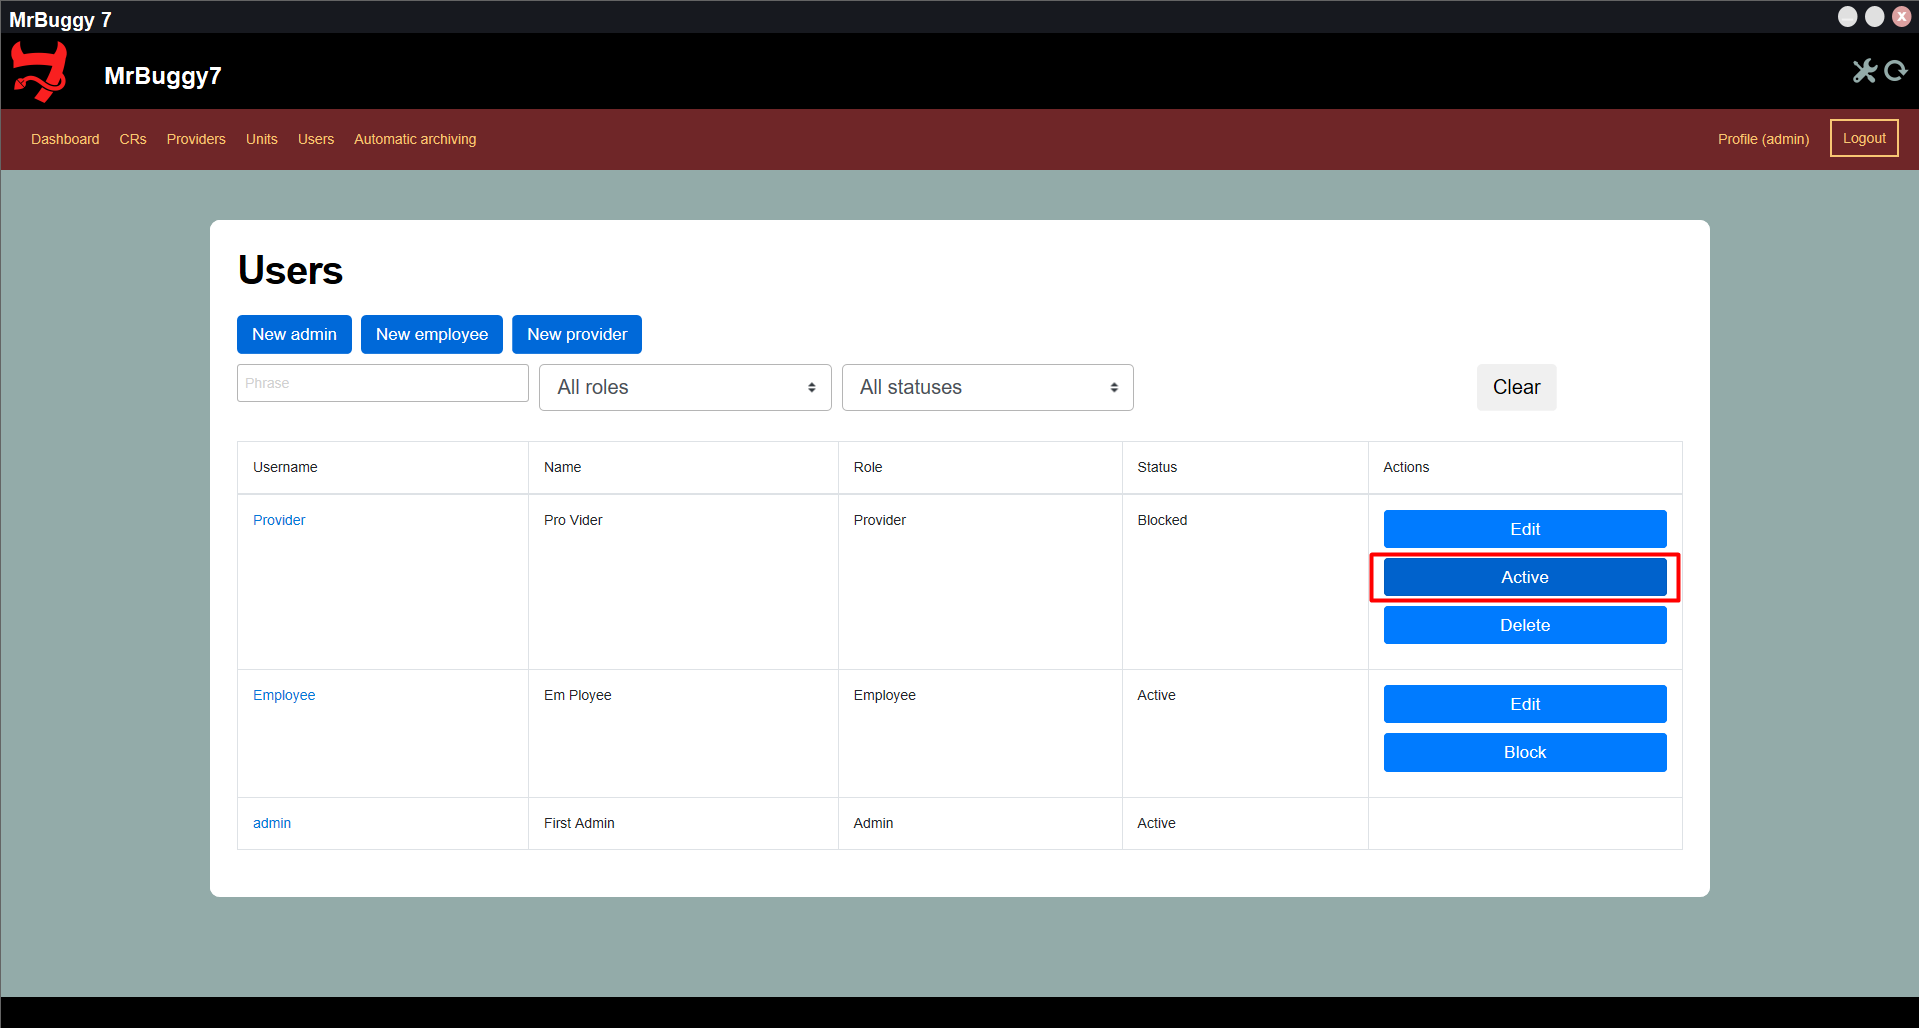 MrBuggy 7
MrBuggy7
Dashboard CRs Providers Units Users Automatic archiving Profile (admin) Logout
Users
New admin New employee New provider
Phrase All roles All statuses Clear
Username Name Role Status Actions
Provider Pro Vider Provider Blocked Edit
Active
Delete
Employee Em Ployee Employee Active Edit
Block
admin First Admin Admin Active